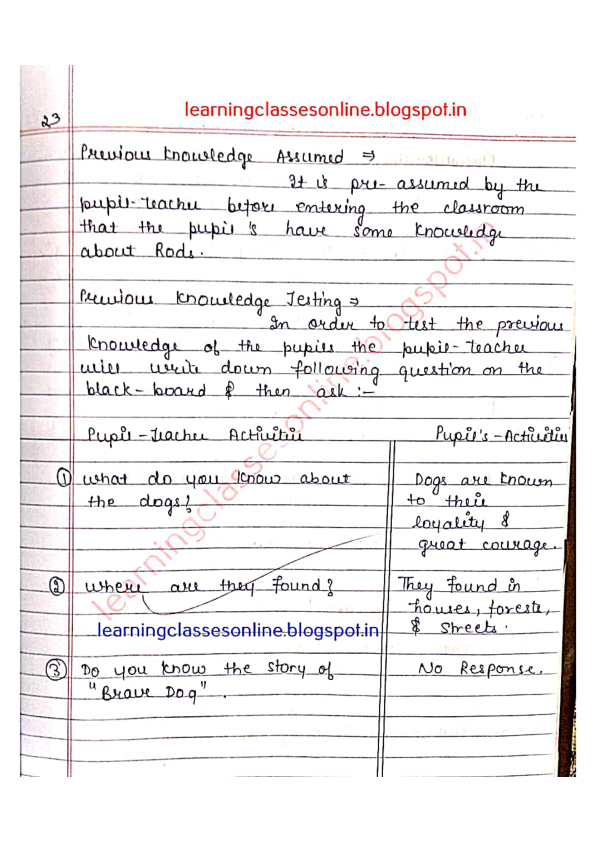 learningclassesonline.blogspot.in
23
Previous Knowledge Assumed ⇒
It is pre-assumed by the
pupil-teacher before entering the classroom
that the pupil's have some knowledge
about Rods.
Previous Knowledge Testing ⇒
In order to test the previous
knowledge of the pupils the pupil-teacher
will write down following question on the
black-board & then ask :-
Pupil-Teacher Activities
Pupil's-Activities
① what do you know about
the dogs?
Dogs are known
to their
loyality &
great courage.
② where are they found?
They found in
houses, forests,
& streets.
learningclassesonline.blogspot.in
③ Do you know the story of
"Brave Dog".
No Response.
learningclassesonline.blogspot.in